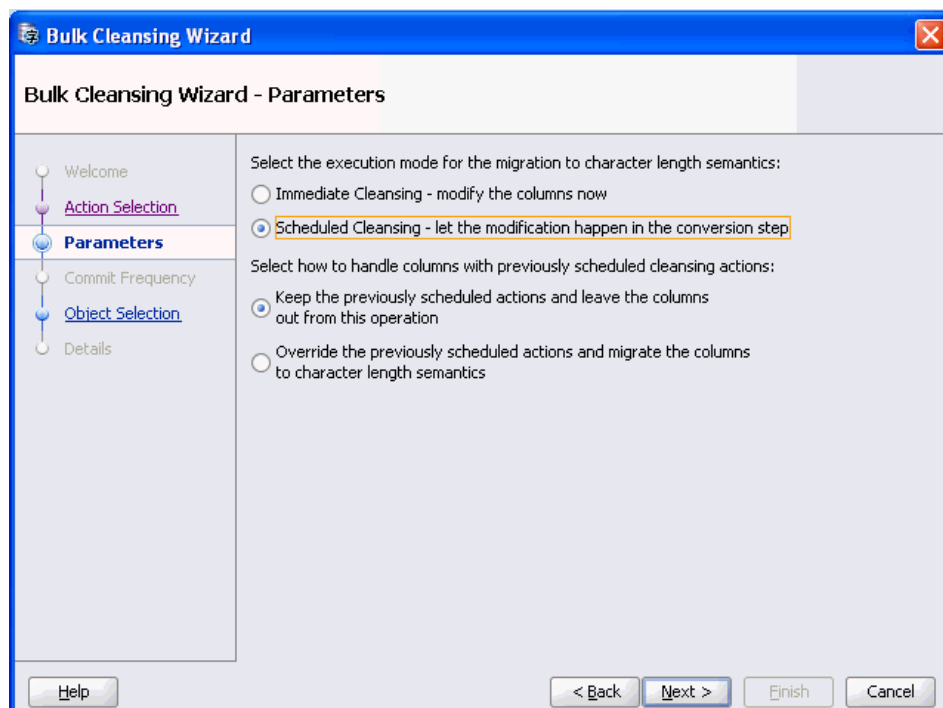 Bulk Cleansing Wizard
Bulk Cleansing Wizard - Parameters
Welcome
Action Selection
Parameters
Commit Frequency
Object Selection
Details
Select the execution mode for the migration to character length semantics:
Immediate Cleansing - modify the columns now
Scheduled Cleansing - let the modification happen in the conversion step
Select how to handle columns with previously scheduled cleansing actions:
Keep the previously scheduled actions and leave the columns
out from this operation
Override the previously scheduled actions and migrate the columns
to character length semantics
Help
< Back
Next >
Finish
Cancel